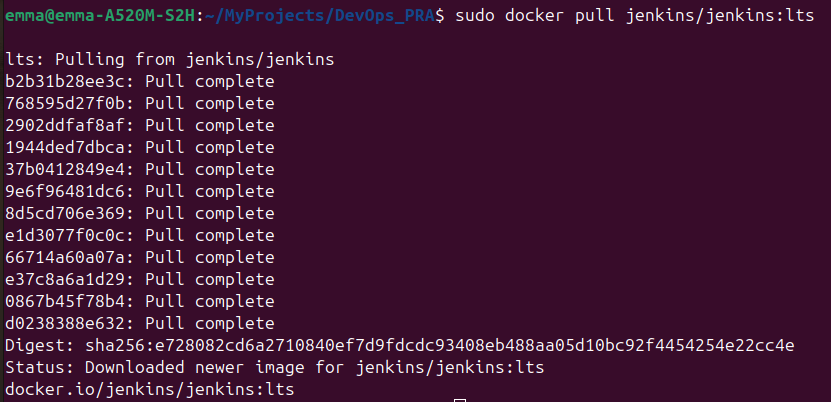 emma@emma-A520M-S2H:~/MyProjects/DevOps_PRA$ sudo docker pull jenkins/jenkins:lts
lts: Pulling from jenkins/jenkins
b2b31b28ee3c: Pull complete
768595d27f0b: Pull complete
2902ddfaf8af: Pull complete
1944ded7dbca: Pull complete
37b0412849e4: Pull complete
9e6f96481dc6: Pull complete
8d5cd706e369: Pull complete
e1d3077f0c0c: Pull complete
66714a60a07a: Pull complete
e37c8a6a1d29: Pull complete
0867b45f78b4: Pull complete
d0238388e632: Pull complete
Digest: sha256:e728082cd6a2710840ef7d9fdcdc93408eb488aa05d10bc92f4454254e22cc4e
Status: Downloaded newer image for jenkins/jenkins:lts
docker.io/jenkins/jenkins:lts